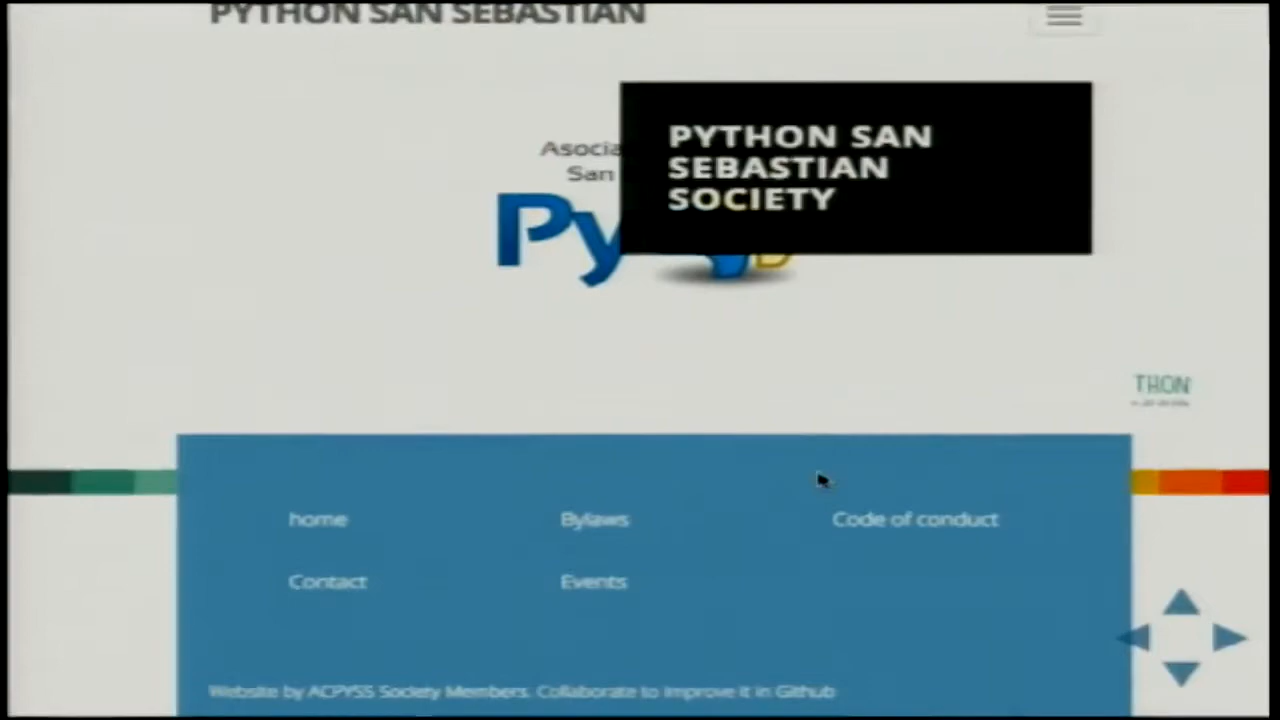 PYTHON SAN SEBASTIAN
Asocia
San
Py
PYTHON SAN
SEBASTIAN
SOCIETY
THON
home
Bylaws
Code of conduct
Contact
Events
Website by ACPYSS Society Members. Collaborate to improve it in Github